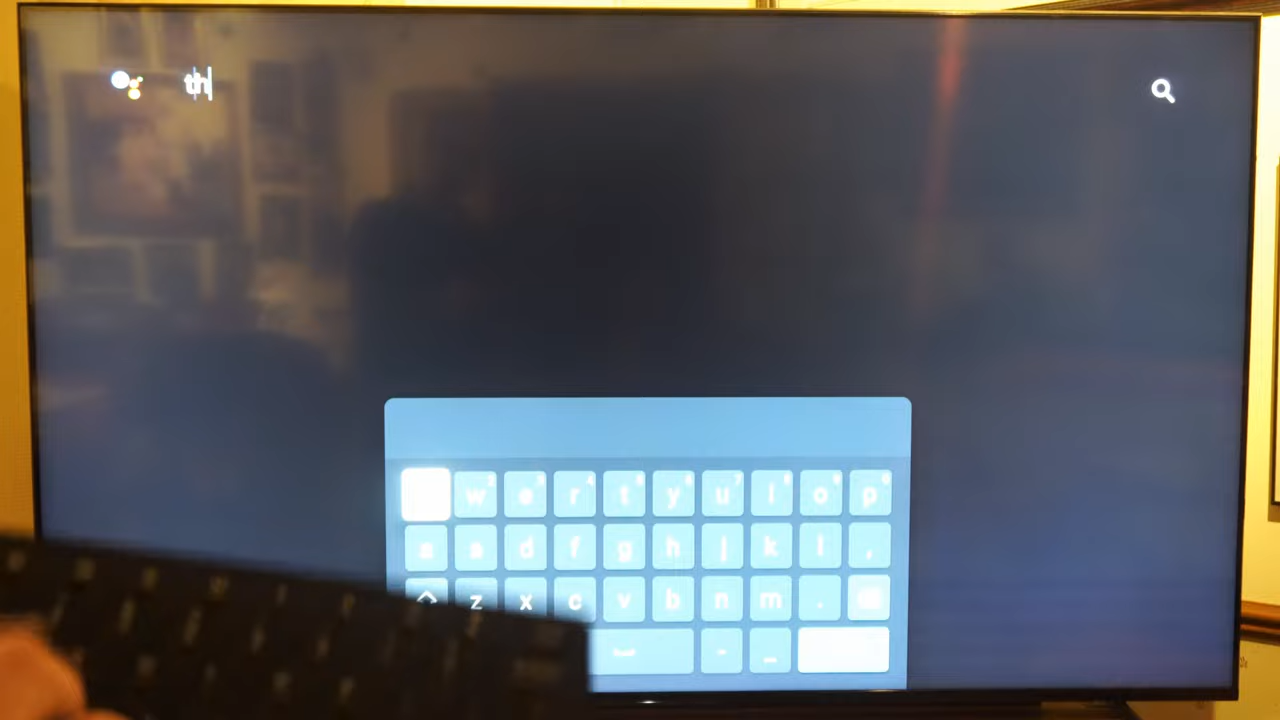 th
w e r t y u i o p
a s d f g h j k l ,
z x c v b n m .
- _